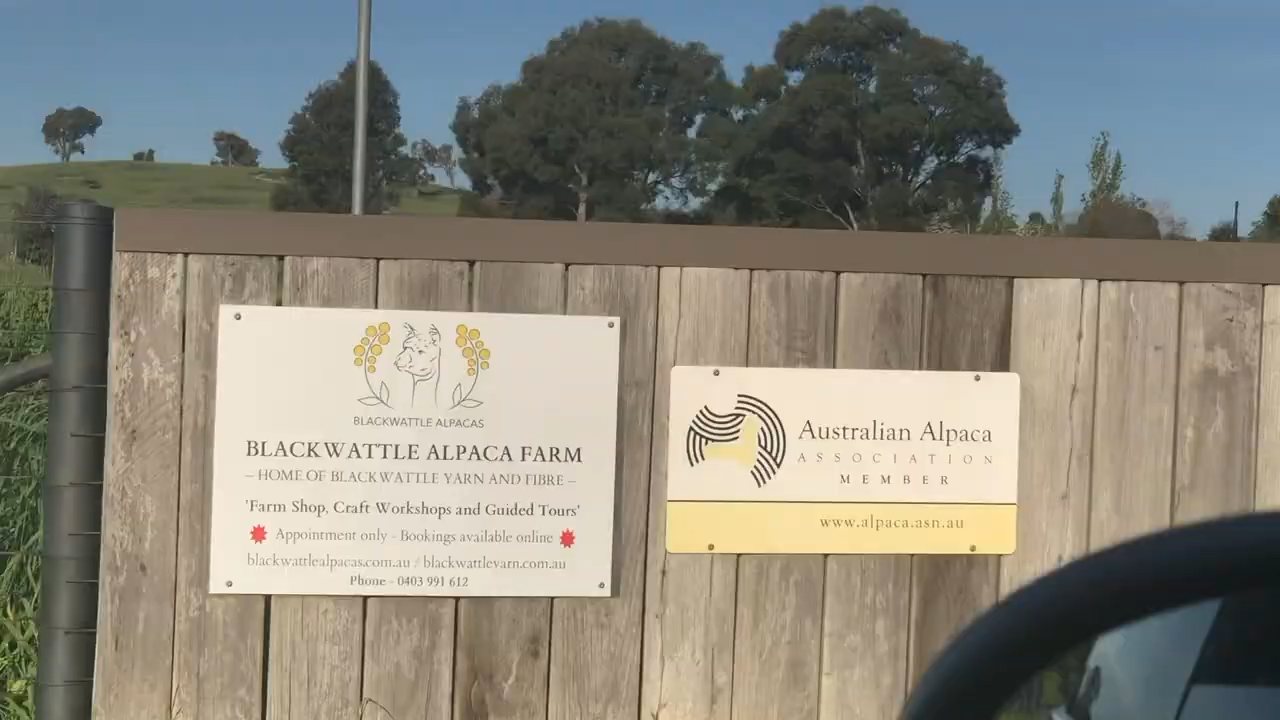 BLACKWATTLE ALPACAS
BLACKWATTLE ALPACA FARM
– HOME OF BLACKWATTLE YARN AND FIBRE –
'Farm Shop, Craft Workshops and Guided Tours'
Appointment only - Bookings available online
blackwattlealpacas.com.au / blackwattleyarn.com.au
Phone - 0403 991 612
Australian Alpaca
ASSOCIATION
MEMBER
www.alpaca.asn.au